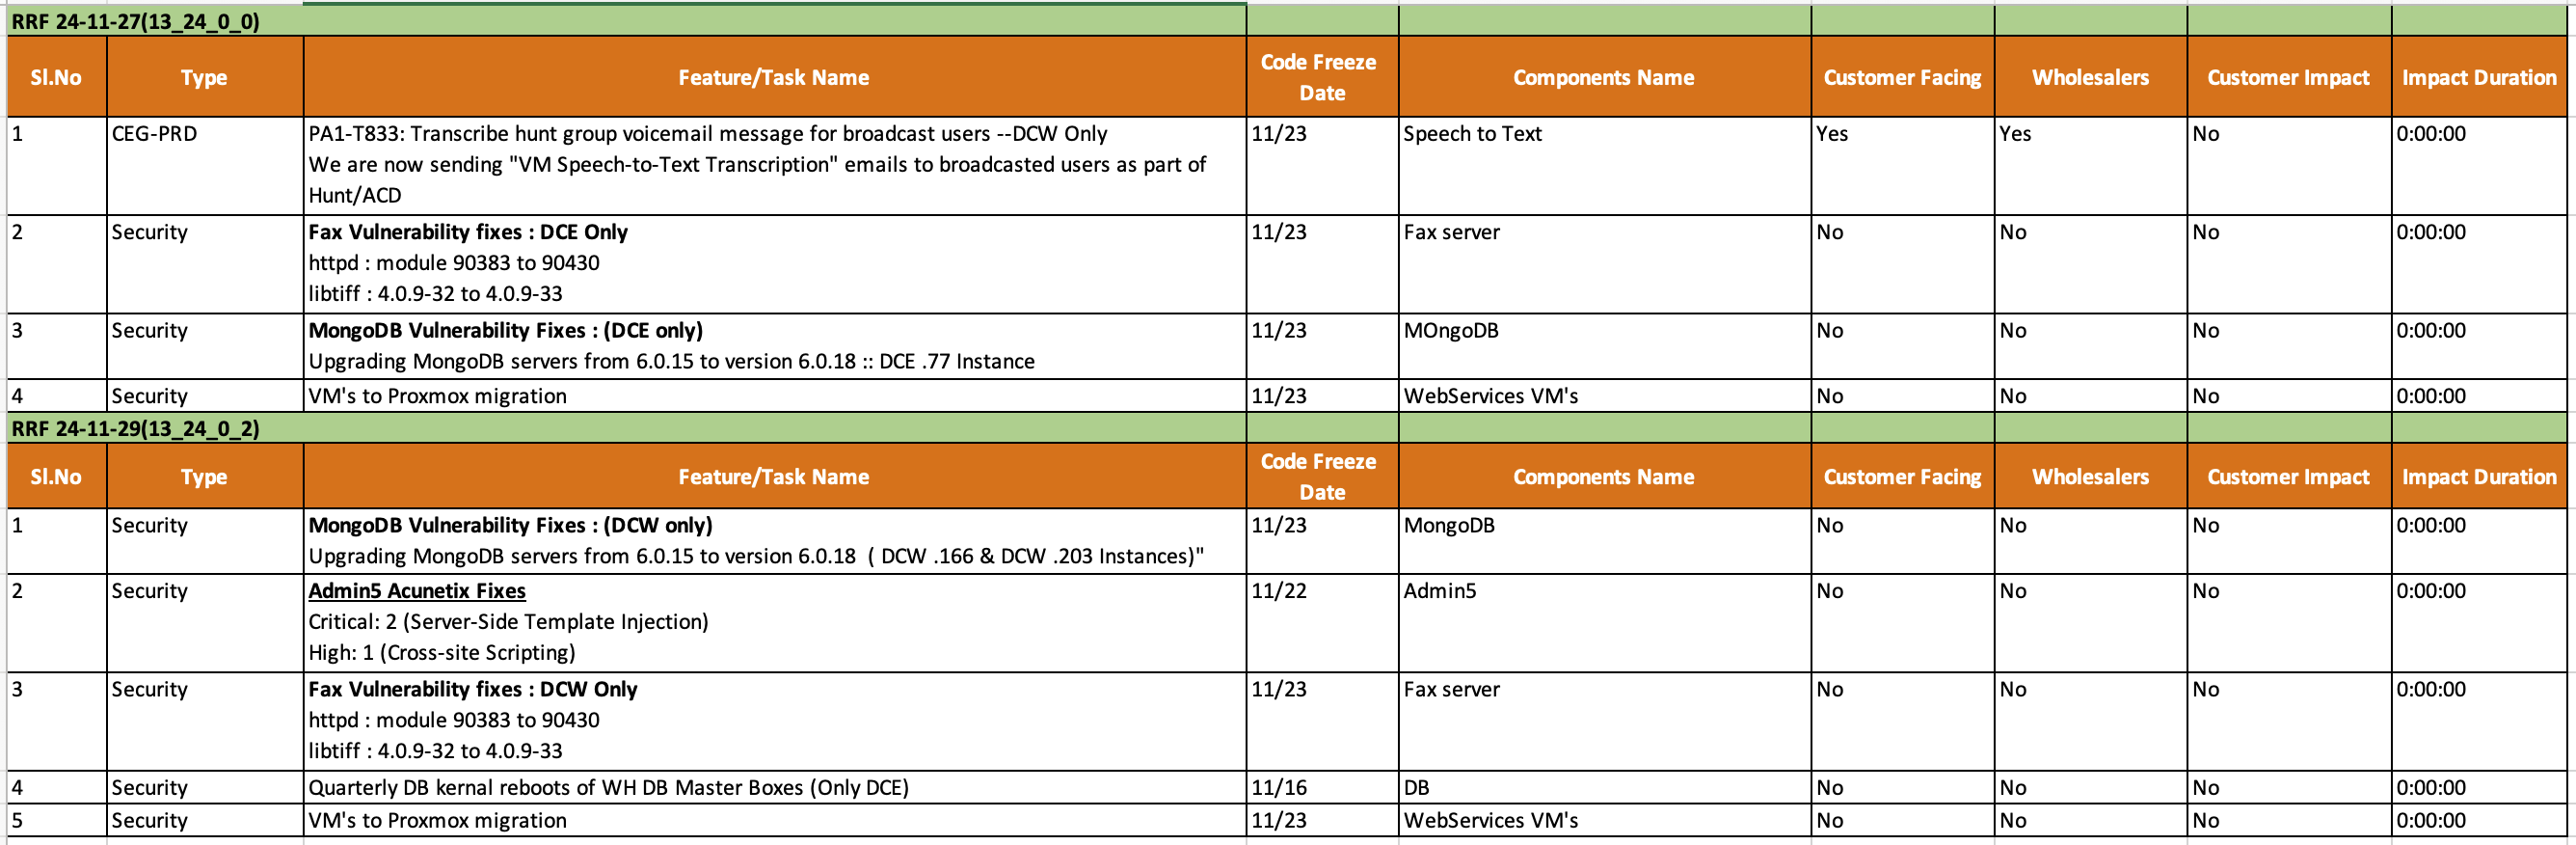 RRF 24-11-27(13_24_0_0)
Sl.No Type Feature/Task Name Code Freeze Date Components Name Customer Facing Wholesalers Customer Impact Impact Duration
1 CEG-PRD PA1-T833: Transcribe hunt group voicemail message for broadcast users --DCW Only 11/23 Speech to Text Yes Yes No 0:00:00
We are now sending "VM Speech-to-Text Transcription" emails to broadcasted users as part of
Hunt/ACD
2 Security Fax Vulnerability fixes : DCE Only 11/23 Fax server No No No 0:00:00
httpd : module 90383 to 90430
libtiff : 4.0.9-32 to 4.0.9-33
3 Security MongoDB Vulnerability Fixes : (DCE only) 11/23 MOngoDB No No No 0:00:00
Upgrading MongoDB servers from 6.0.15 to version 6.0.18 :: DCE .77 Instance
4 Security VM's to Proxmox migration 11/23 WebServices VM's No No No 0:00:00
RRF 24-11-29(13_24_0_2)
Sl.No Type Feature/Task Name Code Freeze Date Components Name Customer Facing Wholesalers Customer Impact Impact Duration
1 Security MongoDB Vulnerability Fixes : (DCW only) 11/23 MongoDB No No No 0:00:00
Upgrading MongoDB servers from 6.0.15 to version 6.0.18 ( DCW .166 & DCW .203 Instances)"
2 Security Admin5 Acunetix Fixes 11/22 Admin5 No No No 0:00:00
Critical: 2 (Server-Side Template Injection)
High: 1 (Cross-site Scripting)
3 Security Fax Vulnerability fixes : DCW Only 11/23 Fax server No No No 0:00:00
httpd : module 90383 to 90430
libtiff : 4.0.9-32 to 4.0.9-33
4 Security Quarterly DB kernal reboots of WH DB Master Boxes (Only DCE) 11/16 DB No No No 0:00:00
5 Security VM's to Proxmox migration 11/23 WebServices VM's No No No 0:00:00